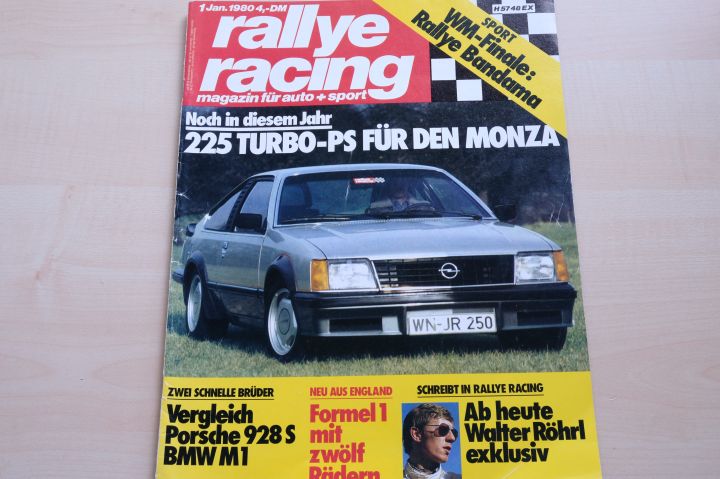 1 Jan. 1980 4,-DM
H 5748 EX
rallye
racing
magazin für auto + sport
SPORT
WM-Finale:
Rallye Bandama
Noch in diesem Jahr
225 TURBO-PS FÜR DEN MONZA
WN-JR 250
ZWEI SCHNELLE BRÜDER
Vergleich
Porsche 928 S
BMW M1
NEU AUS ENGLAND
Formel 1
mit
zwölf
Rädern
SCHREIBT IN RALLYE RACING
Ab heute
Walter Röhrl
exklusiv